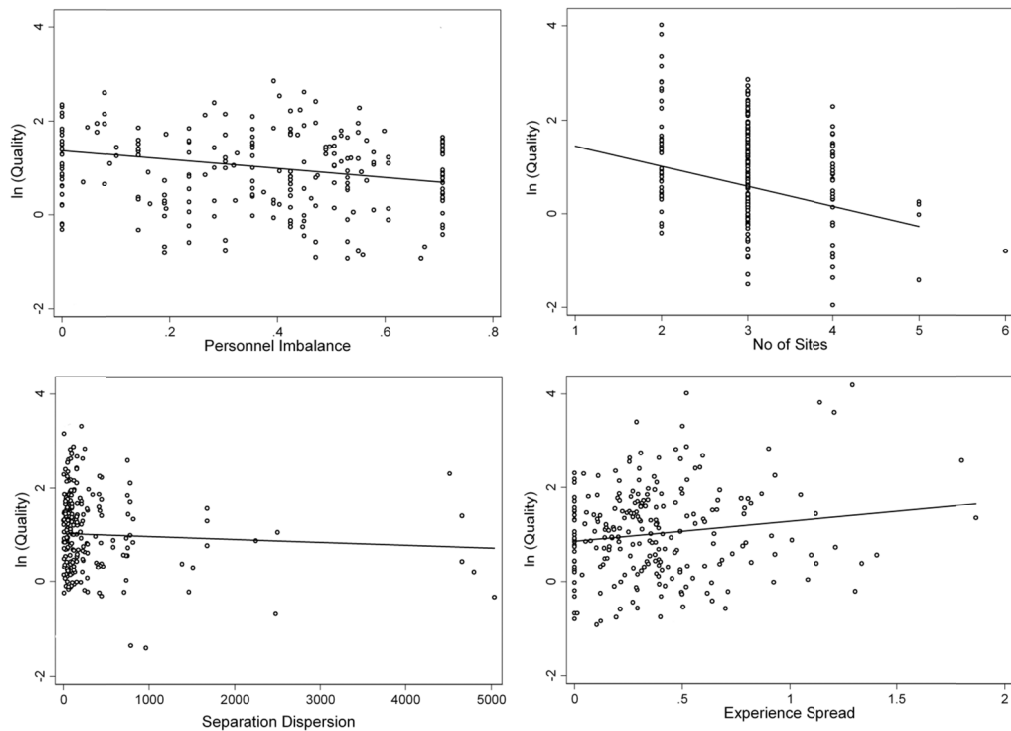 4
2
0
-2
ln (Quality)
0 .2 .4 .6 .8
Personnel Imbalance
4
2
0
-2
ln (Quality)
1 2 3 4 5 6
No of Sites
4
2
0
-2
ln (Quality)
0 1000 2000 3000 4000 5000
Separation Dispersion
4
2
0
-2
ln (Quality)
0 .5 1 1.5 2
Experience Spread